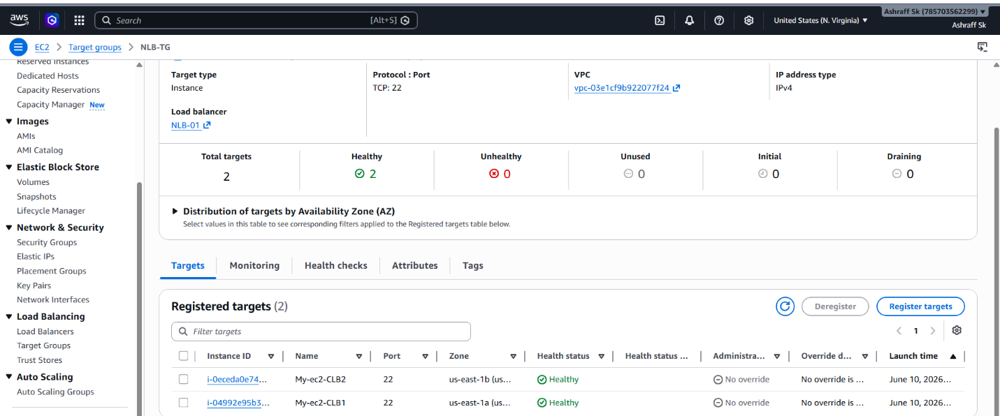 aws
Search [Alt+S]
United States (N. Virginia) ▼
Ashraff Sk (785703562299) ▼
Ashraff Sk
EC2 > Target groups > NLB-TG
Reserved Instances
Dedicated Hosts
Capacity Reservations
Capacity Manager New
Images
AMIs
AMI Catalog
Elastic Block Store
Volumes
Snapshots
Lifecycle Manager
Network & Security
Security Groups
Elastic IPs
Placement Groups
Key Pairs
Network Interfaces
Load Balancing
Load Balancers
Target Groups
Trust Stores
Auto Scaling
Auto Scaling Groups
Target type
Instance
Protocol : Port
TCP: 22
VPC
vpc-03e1cf9b922077f24
IP address type
IPv4
Load balancer
NLB-01
Total targets
2
Healthy
2
Unhealthy
0
Unused
0
Initial
0
Draining
0
Distribution of targets by Availability Zone (AZ)
Select values in this table to see corresponding filters applied to the Registered targets table below.
Targets Monitoring Health checks Attributes Tags
Registered targets (2)
Deregister
Register targets
Filter targets
1
Instance ID Name Port Zone Health status Health status ... Administra... Override d... Launch time
i-0eceda0e74... My-ec2-CLB2 22 us-east-1b (us... Healthy No override No override is ... June 10, 2026...
i-04992e95b3... My-ec2-CLB1 22 us-east-1a (us... Healthy No override No override is ... June 10, 2026...